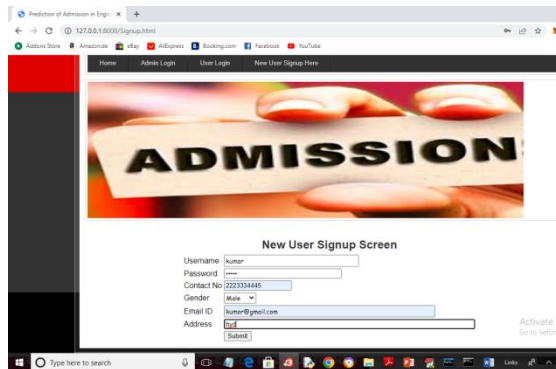 Prediction of Admission in Engi
127.0.0.1:8000/Signup.html
Addons Store Amazon.de eBay AliExpress Booking.com Facebook YouTube
Home Admin Login User Login New User Signup Here
ADMISSION
New User Signup Screen
Username kumar
Password •••••
Contact No 2223334445
Gender Male
Email ID kumar@gmail.com
Address hyd
Submit
Activate
Go to Settin
Type here to search
Links